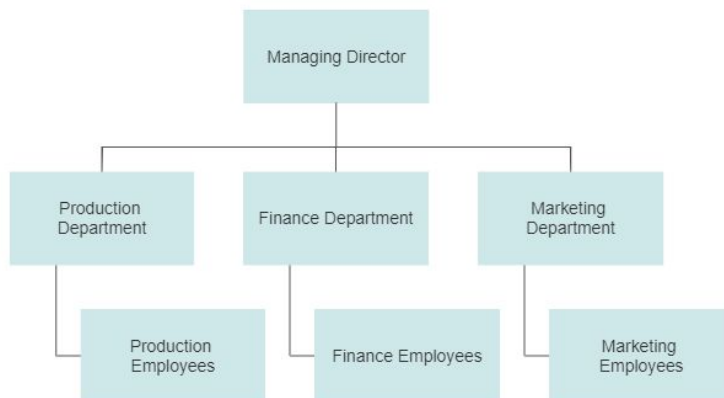 Managing Director
Production
Department
Finance Department
Marketing
Department
Production
Employees
Finance Employees
Marketing
Employees